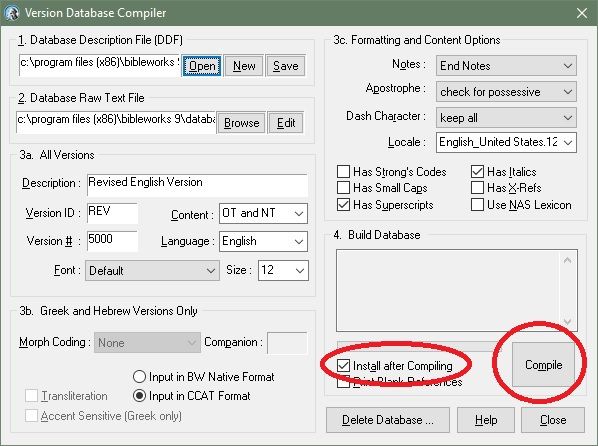 Version Database Compiler
1. Database Description File (DDF)
c:\program files (x86)\bibleworks 9 Open New Save
2. Database Raw Text File
c:\program files (x86)\bibleworks 9\databa Browse Edit
3a. All Versions
Description : Revised English Version
Version ID : REV Content : OT and NT
Version # : 5000 Language : English
Font : Default Size : 12
3b. Greek and Hebrew Versions Only
Morph Coding : None Companion :
Input in BW Native Format
Transliteration Input in CCAT Format
Accent Sensitive (Greek only)
3c. Formatting and Content Options
Notes : End Notes
Apostrophe : check for possessive
Dash Character : keep all
Locale : English_United States.12
Has Strong's Codes Has Italics
Has Small Caps Has X-Refs
Has Superscripts Use NAS Lexicon
4. Build Database
Install after Compiling
Print Blank References
Compile
Delete Database ... Help Close